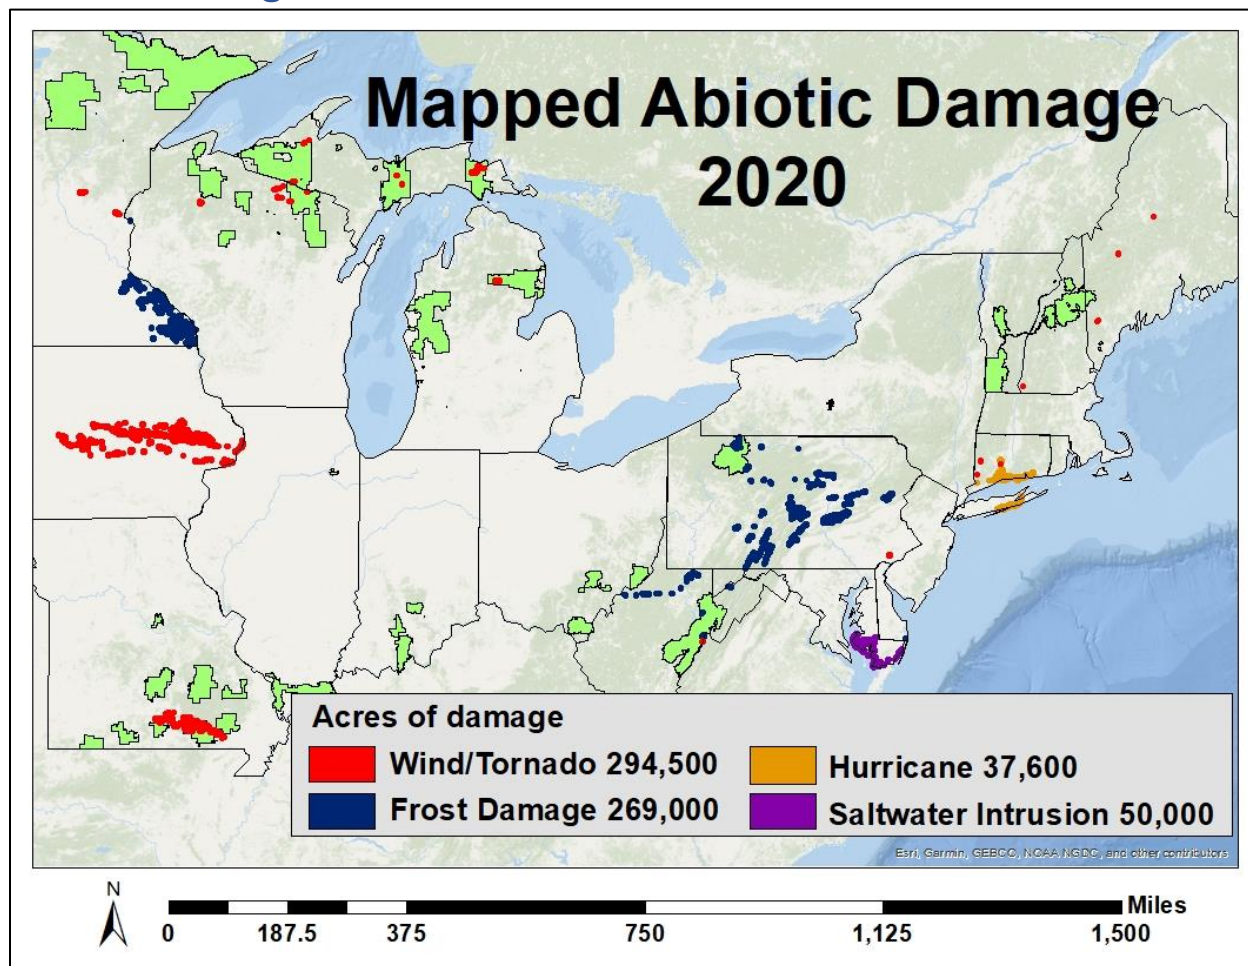 Mapped Abiotic Damage
2020
Acres of damage
Wind/Tornado 294,500
Frost Damage 269,000
Hurricane 37,600
Saltwater Intrusion 50,000
Esri, Garmin, GEBCO, NOAA NGDC, and other contributors
N
Miles
0 187.5 375 750 1,125 1,500